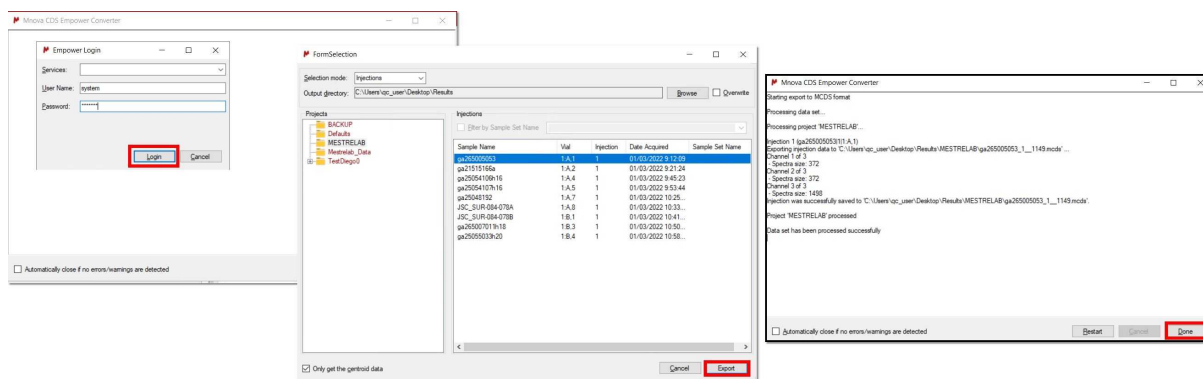 Mnova CDS Empower Converter
Empower Login
Services:
User Name: system
Password: *******
Login Cancel
Automatically close if no errors/warnings are detected
FormSelection
Selection mode: Injections
Output directory: C:\Users\qc_user\Desktop\Results Browse Overwrite
Projects
BACKUP
Defaults
MESTRELAB
Mestrelab_Data
TestDiego0
Injections
Filter by Sample Set Name
Sample Name Vial Injection Date Acquired Sample Set Name
ga265005053 1:A,1 1 01/03/2022 9:12:09
ga21515166a 1:A,2 1 01/03/2022 9:21:24
ga25054106h16 1:A,4 1 01/03/2022 9:45:23
ga25054107h16 1:A,5 1 01/03/2022 9:53:44
ga25048192 1:A,7 1 01/03/2022 10:25...
JSC_SUR-084-078A 1:A,8 1 01/03/2022 10:33...
JSC_SUR-084-078B 1:B,1 1 01/03/2022 10:41...
ga265007011h18 1:B,3 1 01/03/2022 10:50...
ga25055033h20 1:B,4 1 01/03/2022 10:58...
Only get the centroid data
Cancel Export
Mnova CDS Empower Converter
Starting export to MCDS format
Processing data set...
Processing project 'MESTRELAB'...
Injection 1 (ga265005053|1|1:A,1)
Exporting injection data to 'C:\Users\qc_user\Desktop\Results\MESTRELAB\ga265005053_1__1149.mcds' ...
Channel 1 of 3
- Spectra size: 372
Channel 2 of 3
- Spectra size: 372
Channel 3 of 3
- Spectra size: 1498
Injection was successfully saved to 'C:\Users\qc_user\Desktop\Results\MESTRELAB\ga265005053_1__1149.mcds'.
Project 'MESTRELAB' processed
Data set has been processed successfully
Automatically close if no errors/warnings are detected
Restart Cancel Done